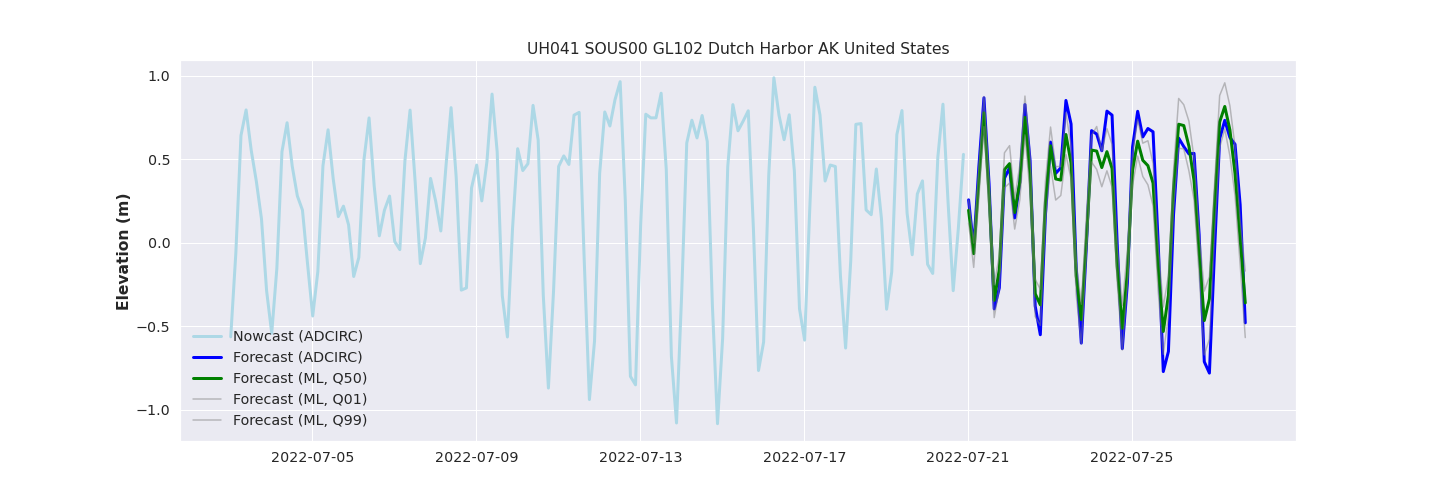 UH041 SOUS00 GL102 Dutch Harbor AK United States
Elevation (m)
1.0
0.5
0.0
−0.5
−1.0
Nowcast (ADCIRC)
Forecast (ADCIRC)
Forecast (ML, Q50)
Forecast (ML, Q01)
Forecast (ML, Q99)
2022-07-05 2022-07-09 2022-07-13 2022-07-17 2022-07-21 2022-07-25